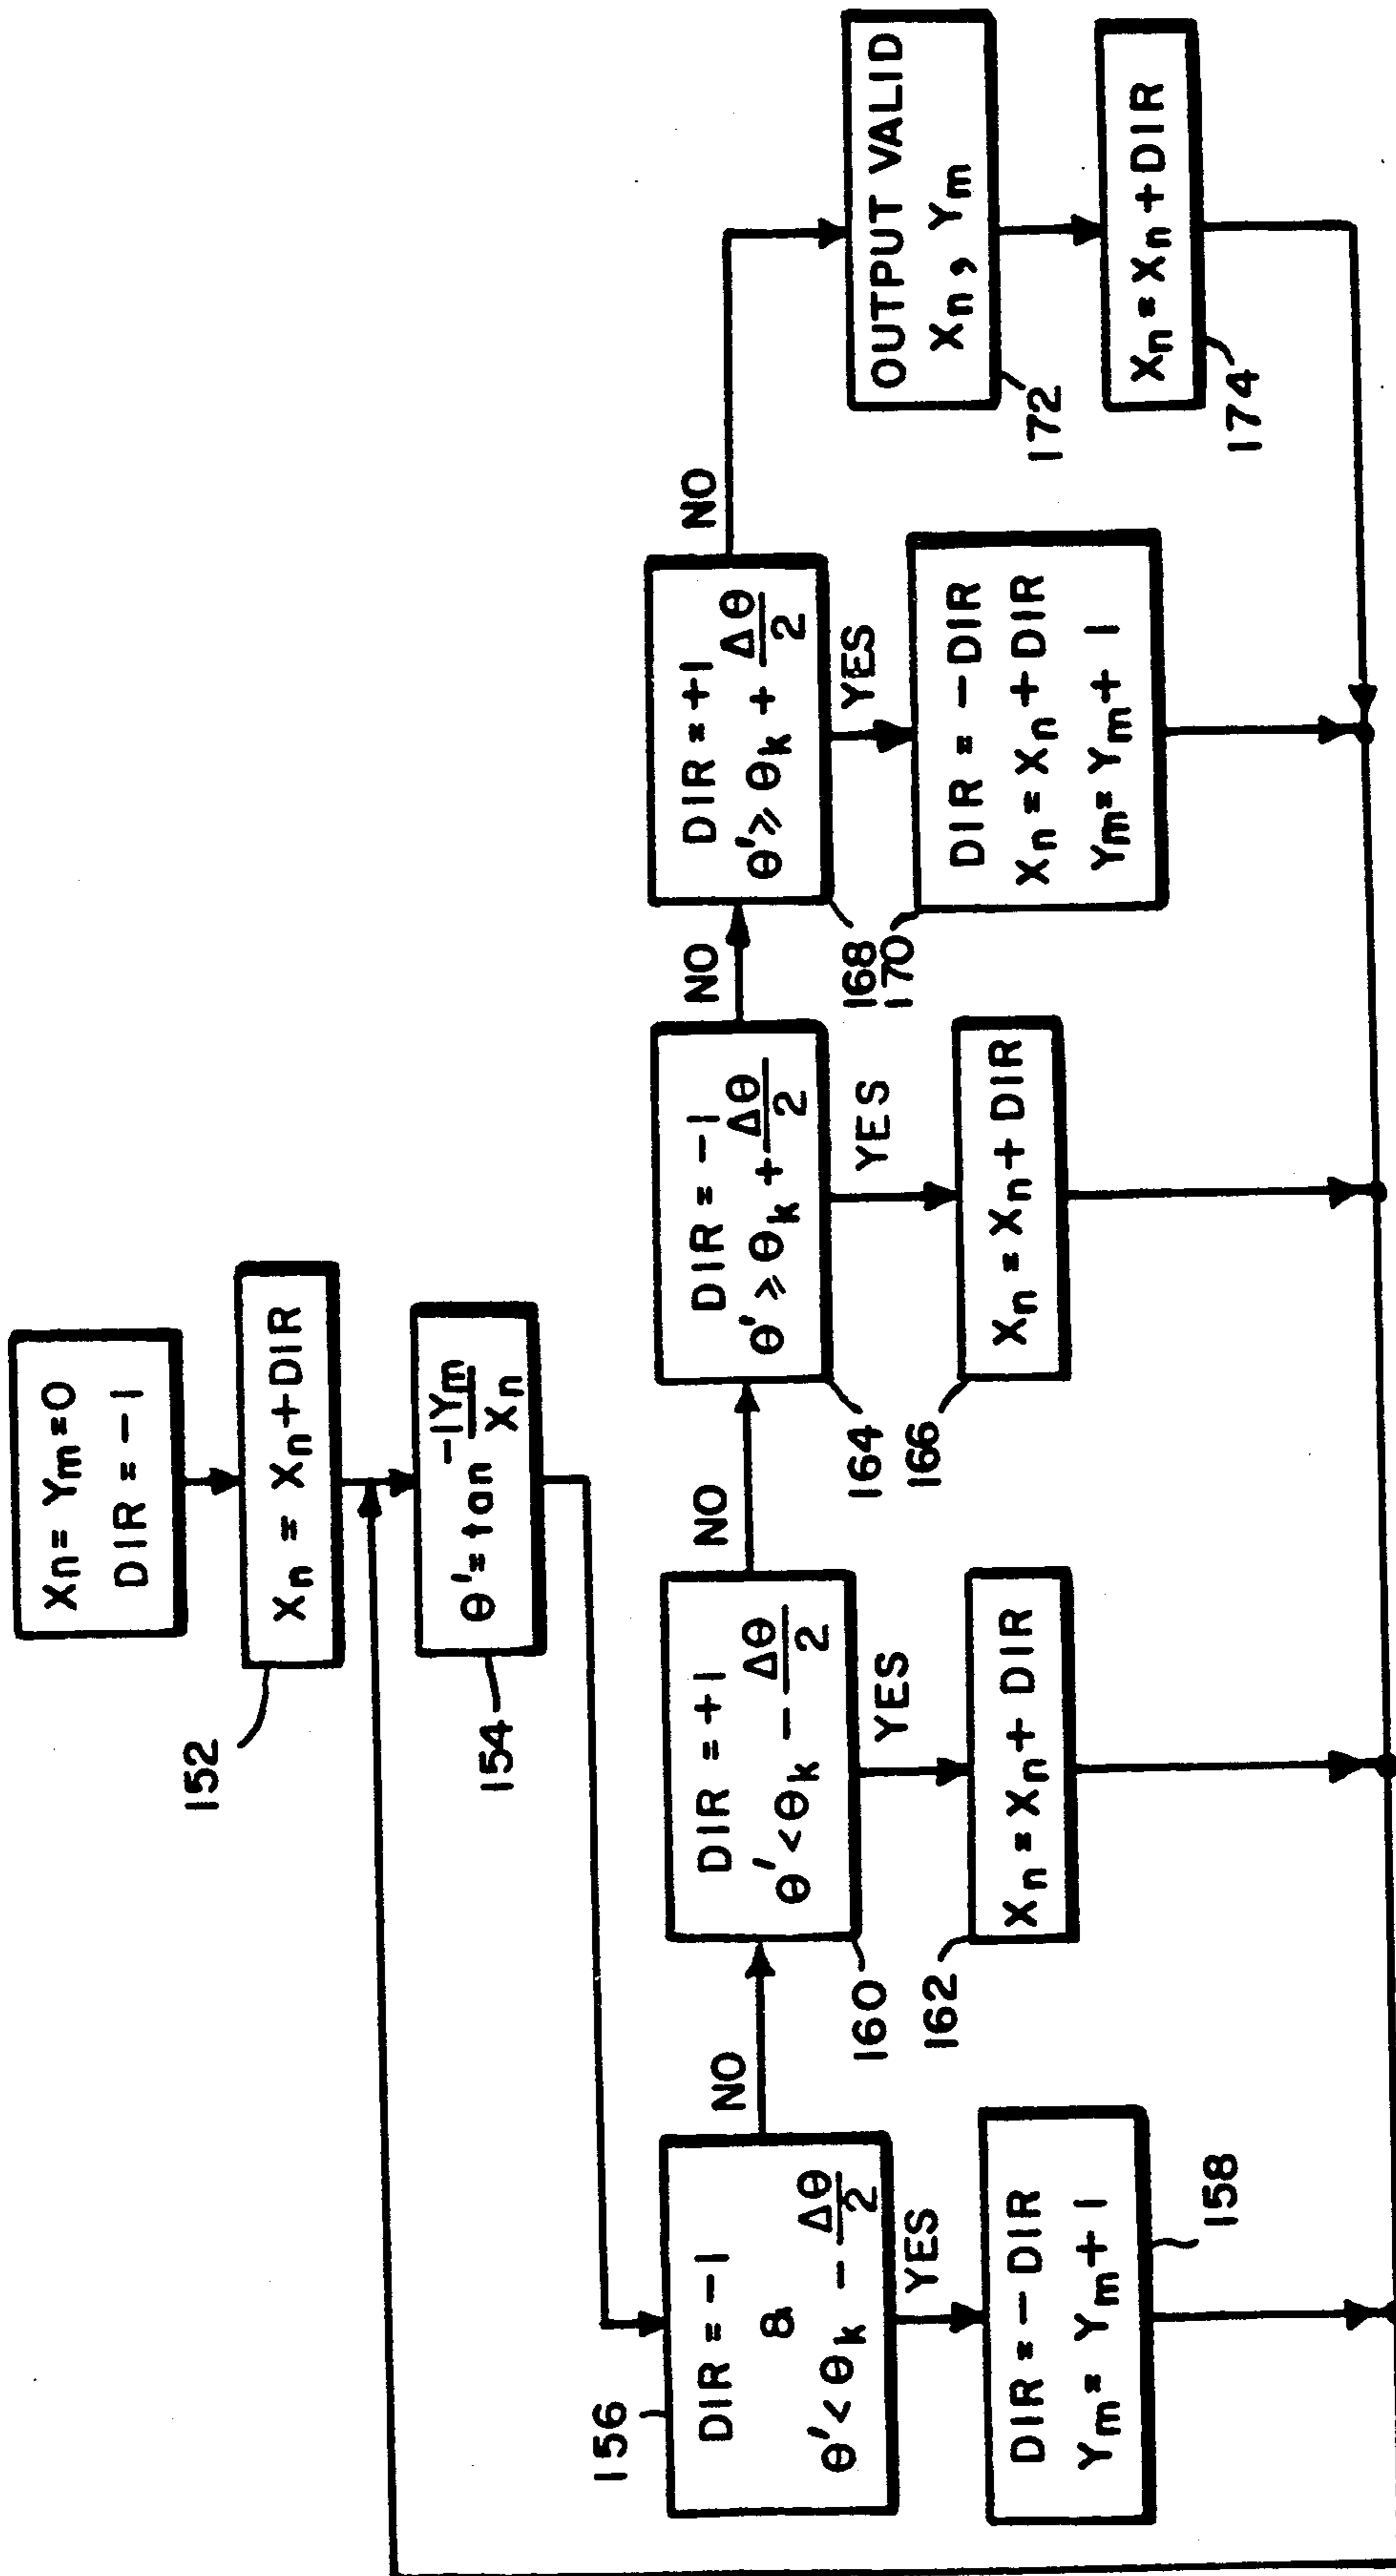 Xn = Ym = 0
DIR = -1
Xn = Xn + DIR
152
θ' = tan -1 Ym
Xn
154
156
DIR = -1
&
θ' < θk - Δθ
2
NO
YES
DIR = -DIR
Ym = Ym + 1
158
DIR = +1
θ' < θk - Δθ
2
NO
160
YES
162
Xn = Xn + DIR
DIR = -1
θ' ≥ θk + Δθ
2
NO
164
YES
166
Xn = Xn + DIR
DIR = +1
θ' ≥ θk + Δθ
2
NO
168
YES
170
DIR = -DIR
Xn = Xn + DIR
Ym = Ym + 1
OUTPUT VALID
Xn, Ym
172
Xn = Xn + DIR
174